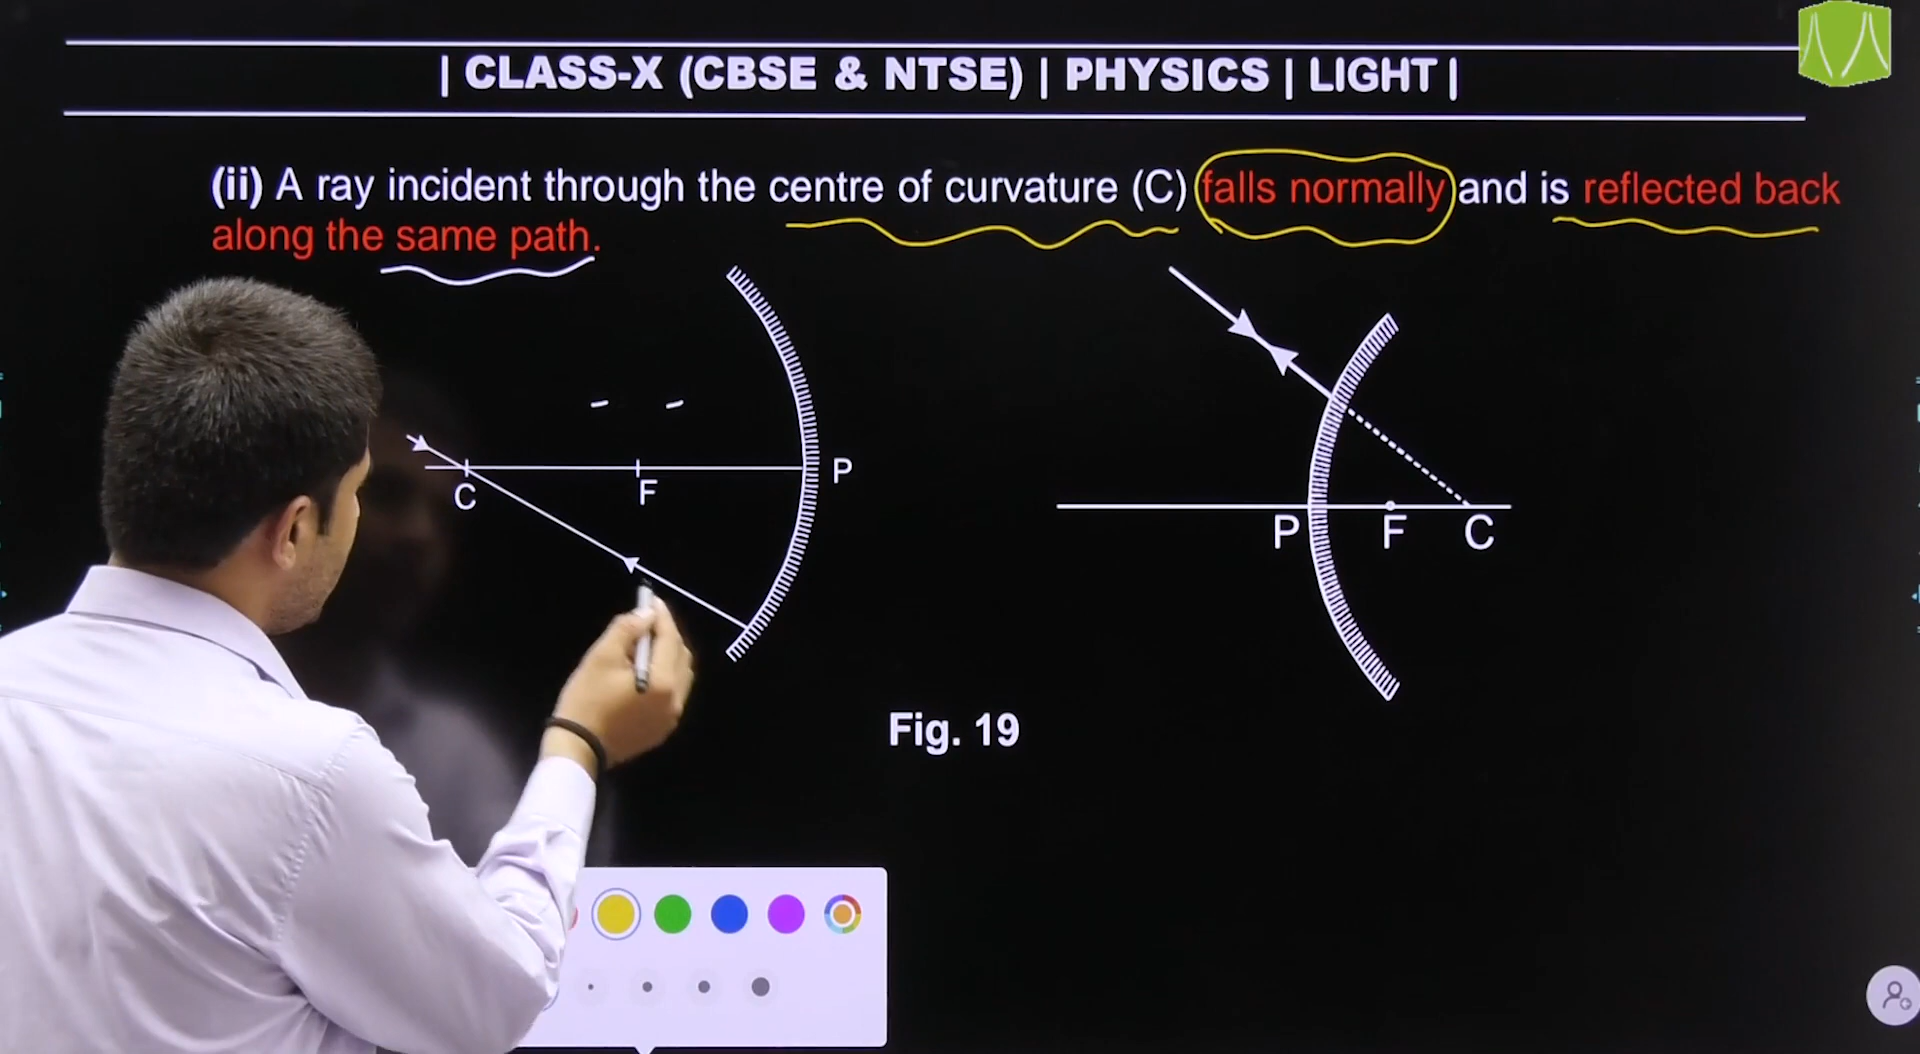 | CLASS-X (CBSE & NTSE) | PHYSICS | LIGHT |
(ii) A ray incident through the centre of curvature (C) falls normally and is reflected back
along the same path.
C
F
P
P
F
C
Fig. 19